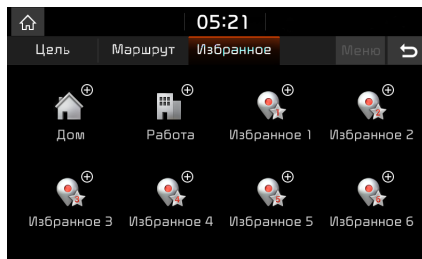 05:21
Цель Маршрут Избранное Меню
Дом Работа Избранное 1 Избранное 2
Избранное 3 Избранное 4 Избранное 5 Избранное 6